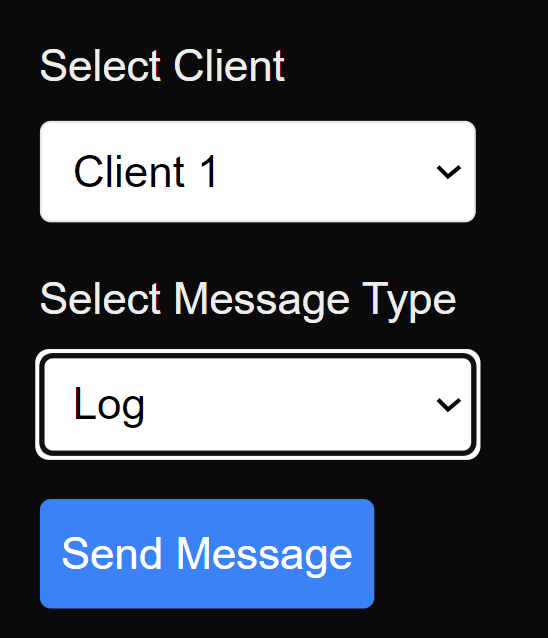 Select Client
Client 1
Select Message Type
Log
Send Message